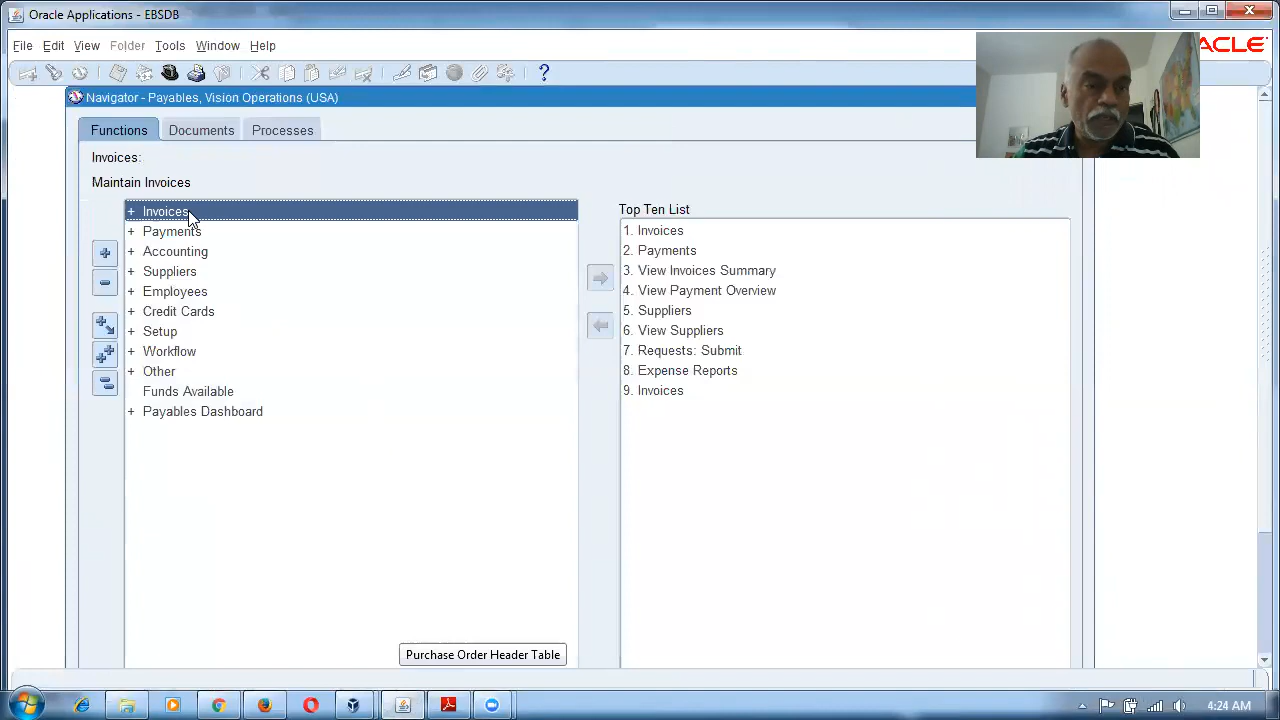 Oracle Applications - EBSDB
File Edit View Folder Tools Window Help
ACLE
Navigator - Payables, Vision Operations (USA)
Functions Documents Processes
Invoices:
Maintain Invoices
+ Invoices
+ Payments
+ Accounting
+ Suppliers
+ Employees
+ Credit Cards
+ Setup
+ Workflow
+ Other
Funds Available
+ Payables Dashboard
Top Ten List
1. Invoices
2. Payments
3. View Invoices Summary
4. View Payment Overview
5. Suppliers
6. View Suppliers
7. Requests: Submit
8. Expense Reports
9. Invoices
Purchase Order Header Table
4:24 AM